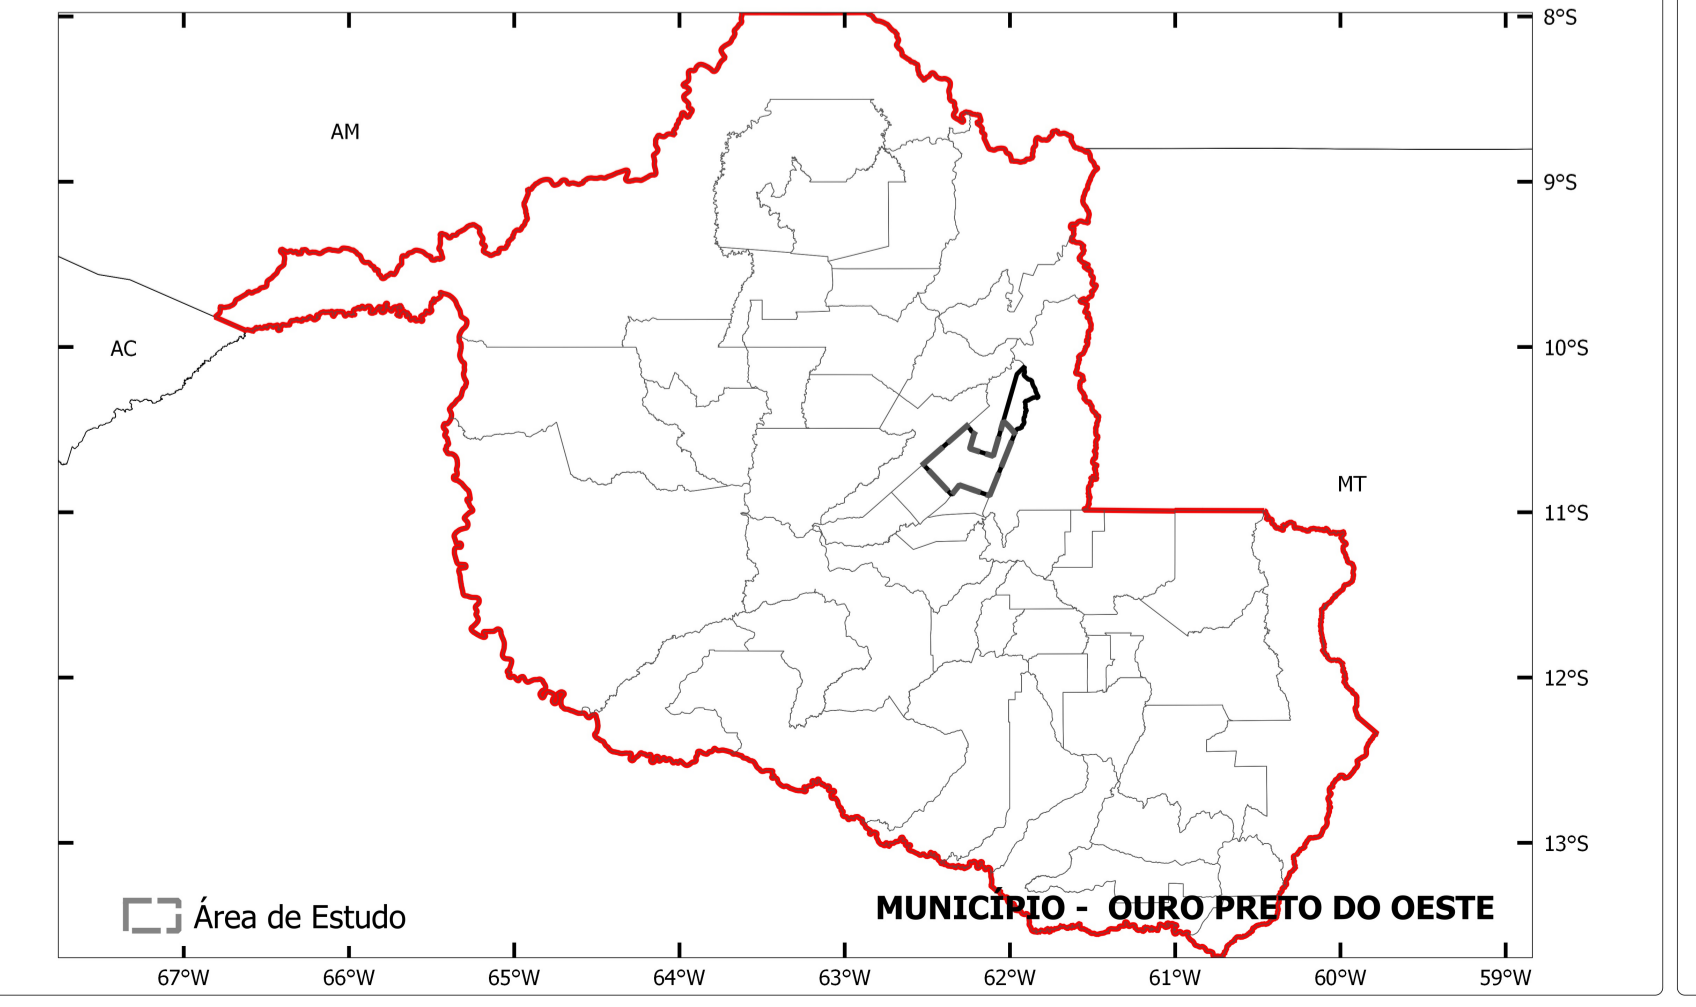 8°S
AM
9°S
AC
10°S
MT
11°S
12°S
13°S
Área de Estudo
MUNICÍPIO - OURO PRETO DO OESTE
67°W 66°W 65°W 64°W 63°W 62°W 61°W 60°W 59°W